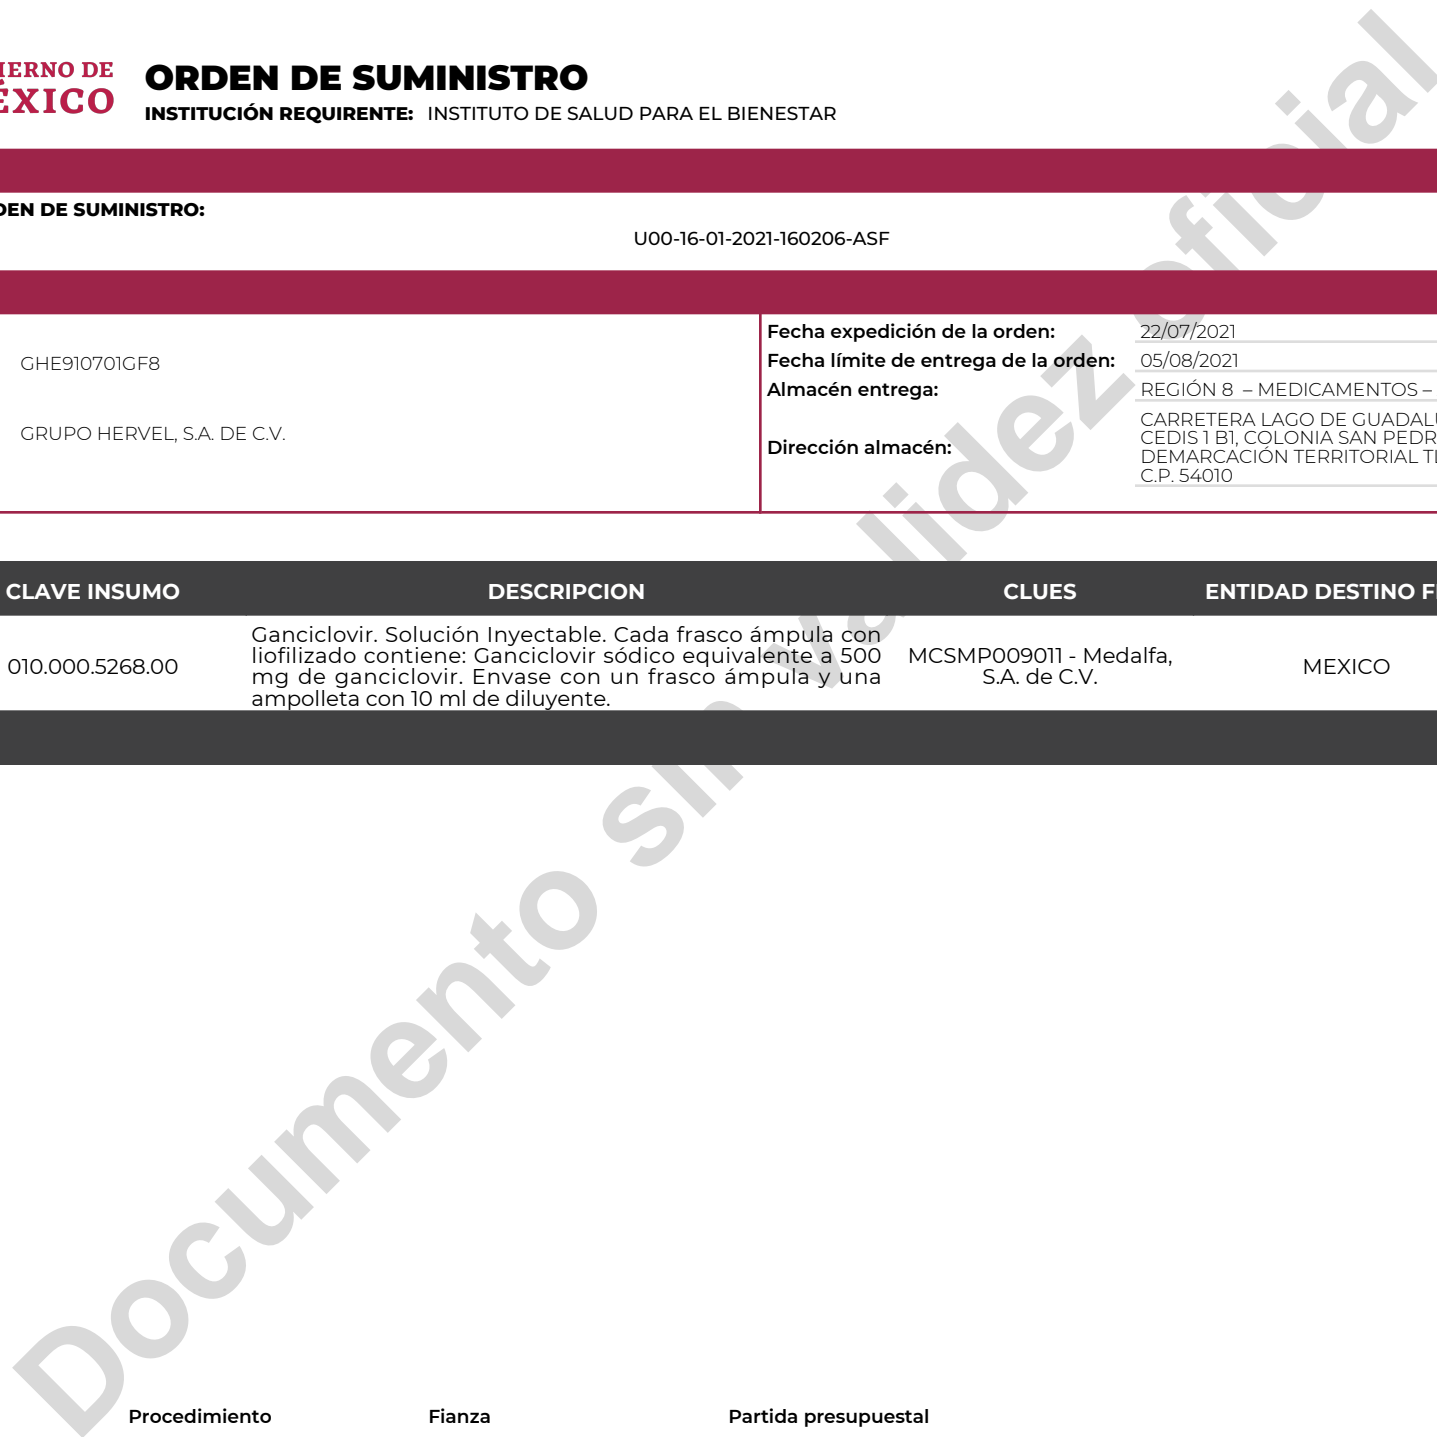 IERNO DE
ÉXICO
ORDEN DE SUMINISTRO
INSTITUCIÓN REQUIRENTE: INSTITUTO DE SALUD PARA EL BIENESTAR
DEN DE SUMINISTRO:
U00-16-01-2021-160206-ASF
GHE910701GF8
GRUPO HERVEL, S.A. DE C.V.
Fecha expedición de la orden: 22/07/2021
Fecha límite de entrega de la orden: 05/08/2021
Almacén entrega: REGIÓN 8 – MEDICAMENTOS –
Dirección almacén:
CARRETERA LAGO DE GUADALU
CEDIS 1 B1, COLONIA SAN PEDR
DEMARCACIÓN TERRITORIAL TL
C.P. 54010
CLAVE INSUMO DESCRIPCION CLUES ENTIDAD DESTINO FI
010.000.5268.00
Ganciclovir. Solución Inyectable. Cada frasco ámpula con
liofilizado contiene: Ganciclovir sódico equivalente a 500
mg de ganciclovir. Envase con un frasco ámpula y una
ampolleta con 10 ml de diluyente.
MCSMP009011 - Medalfa,
S.A. de C.V.
MEXICO
Documento sin validez oficial
Procedimiento Fianza Partida presupuestal